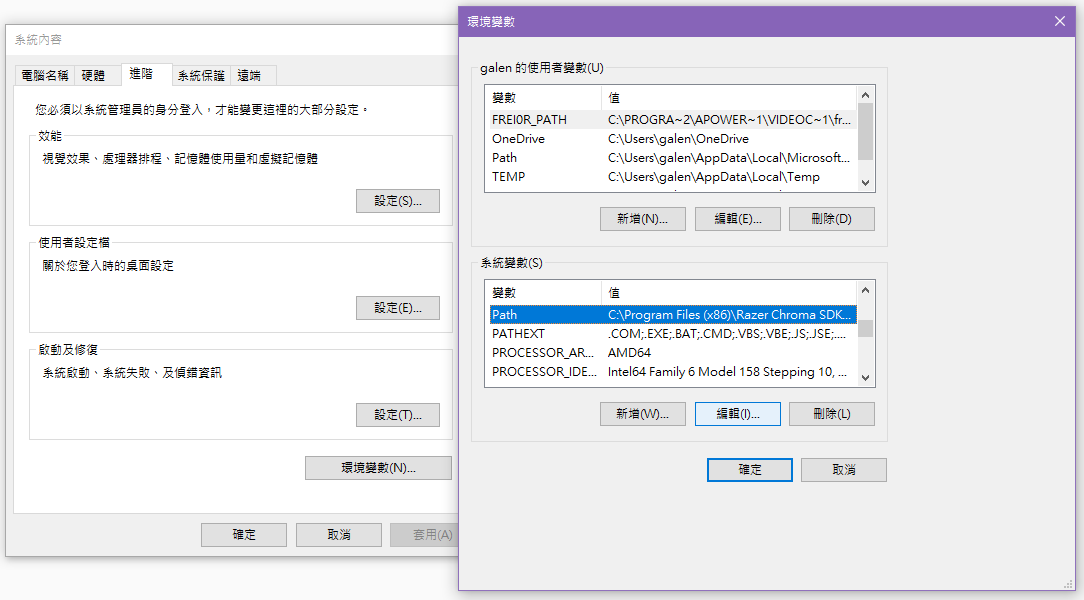 系統內容
電腦名稱 硬體 進階 系統保護 遠端
您必須以系統管理員的身分登入，才能變更這裡的大部分設定。
效能
視覺效果、處理器排程、記憶體使用量和虛擬記憶體
設定(S)...
使用者設定檔
關於您登入時的桌面設定
設定(E)...
啟動及修復
系統啟動、系統失敗、及偵錯資訊
設定(T)...
環境變數(N)...
確定 取消 套用(A)
環境變數
galen 的使用者變數(U)
變數 值
FREI0R_PATH C:\PROGRA~2\APOWER~1\VIDEOC~1\fr...
OneDrive C:\Users\galen\OneDrive
Path C:\Users\galen\AppData\Local\Microsoft...
TEMP C:\Users\galen\AppData\Local\Temp
新增(N)... 編輯(E)... 刪除(D)
系統變數(S)
變數 值
Path C:\Program Files (x86)\Razer Chroma SDK...
PATHEXT .COM;.EXE;.BAT;.CMD;.VBS;.VBE;.JS;.JSE;....
PROCESSOR_AR... AMD64
PROCESSOR_IDE... Intel64 Family 6 Model 158 Stepping 10, ...
新增(W)... 編輯(I)... 刪除(L)
確定 取消